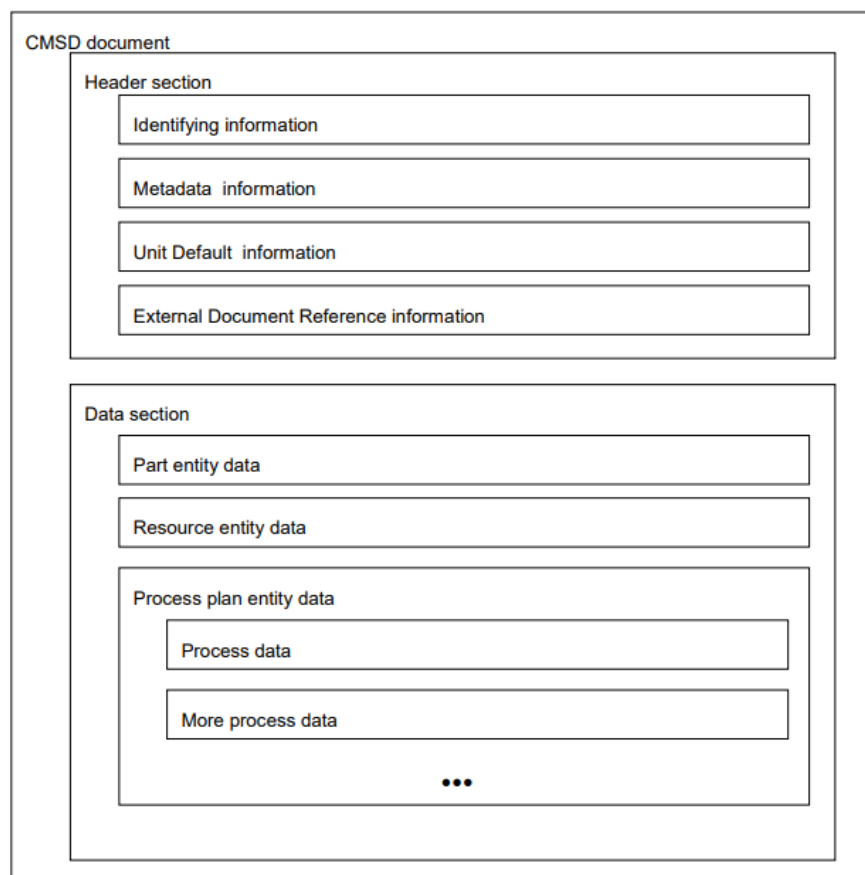 CMSD document
Header section
Identifying information
Metadata  information
Unit Default  information
External Document Reference information
Data section
Part entity data
Resource entity data
Process plan entity data
Process data
More process data
•••